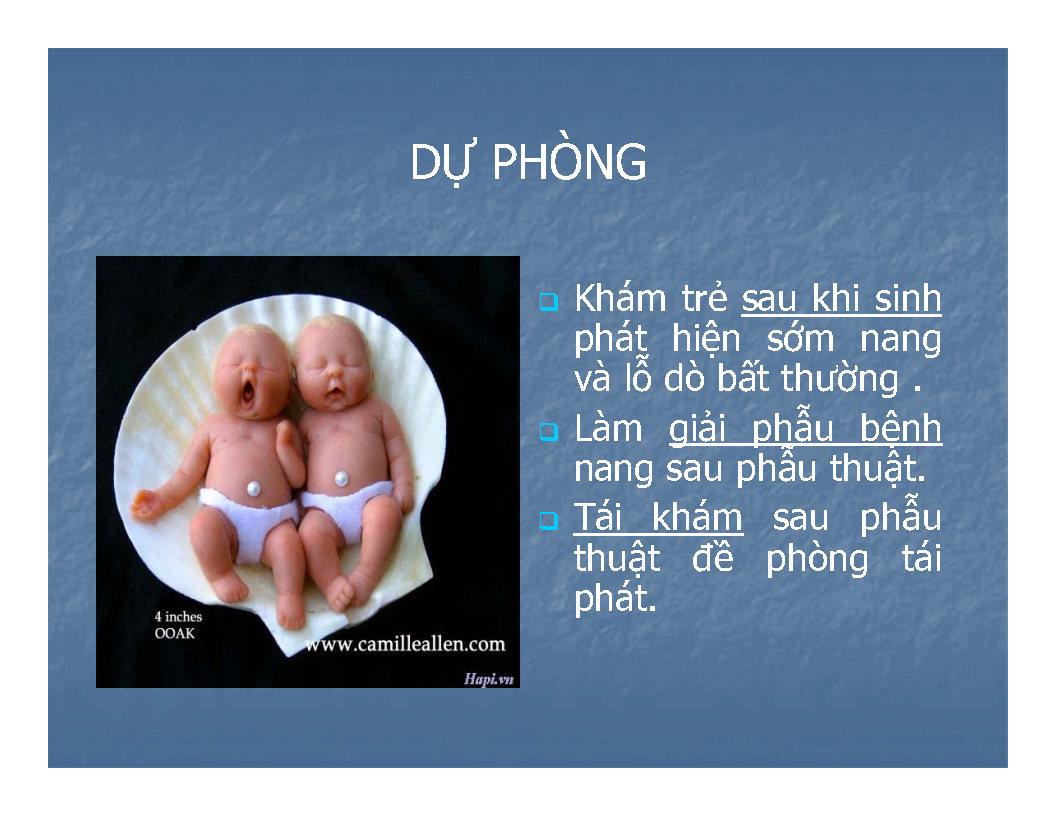 DỰ PHÒNG
Khám trẻ sau khi sinh
phát hiện sớm nang
và lỗ dò bất thường .
Làm giải phẫu bệnh
nang sau phẫu thuật.
Tái khám sau phẫu
thuật đề phòng tái
phát.
4 inches
OOAK
www.camilleallen.com
Hapi.vn